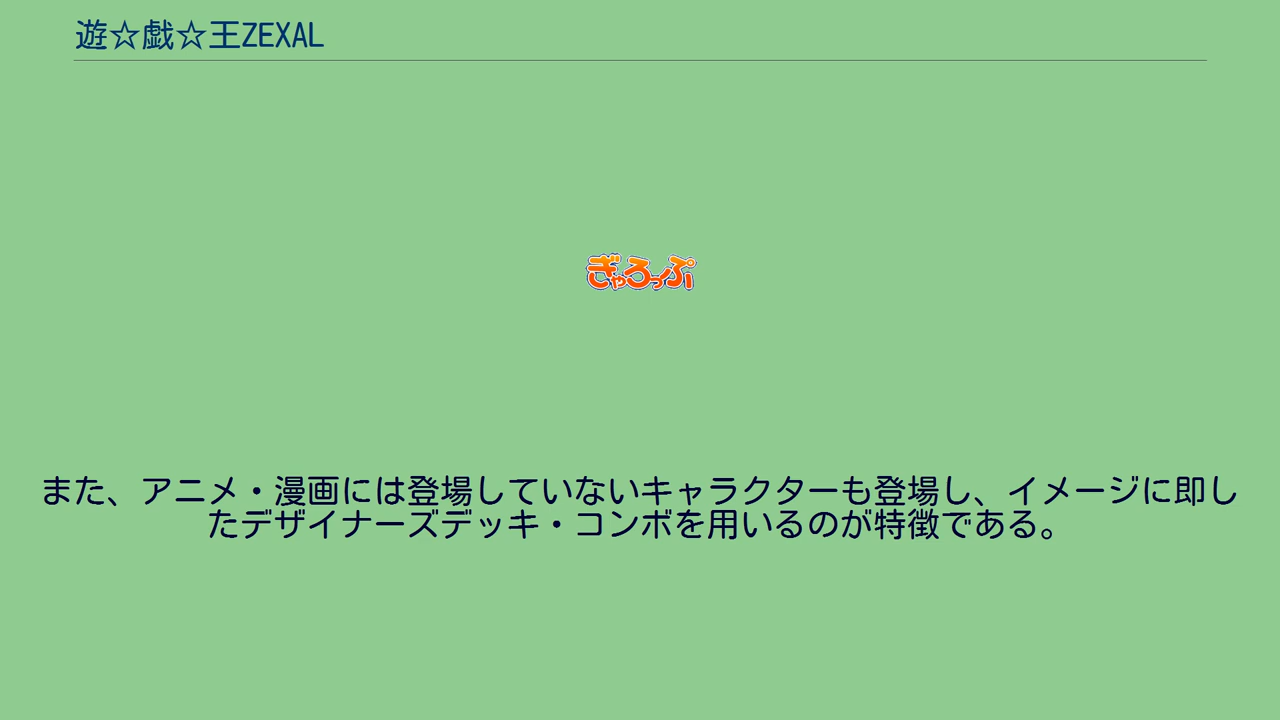 遊☆戯☆王ZEXAL
ぎゃろっぷ
また、アニメ・漫画には登場していないキャラクターも登場し、イメージに即し
たデザイナーズデッキ・コンボを用いるのが特徴である。